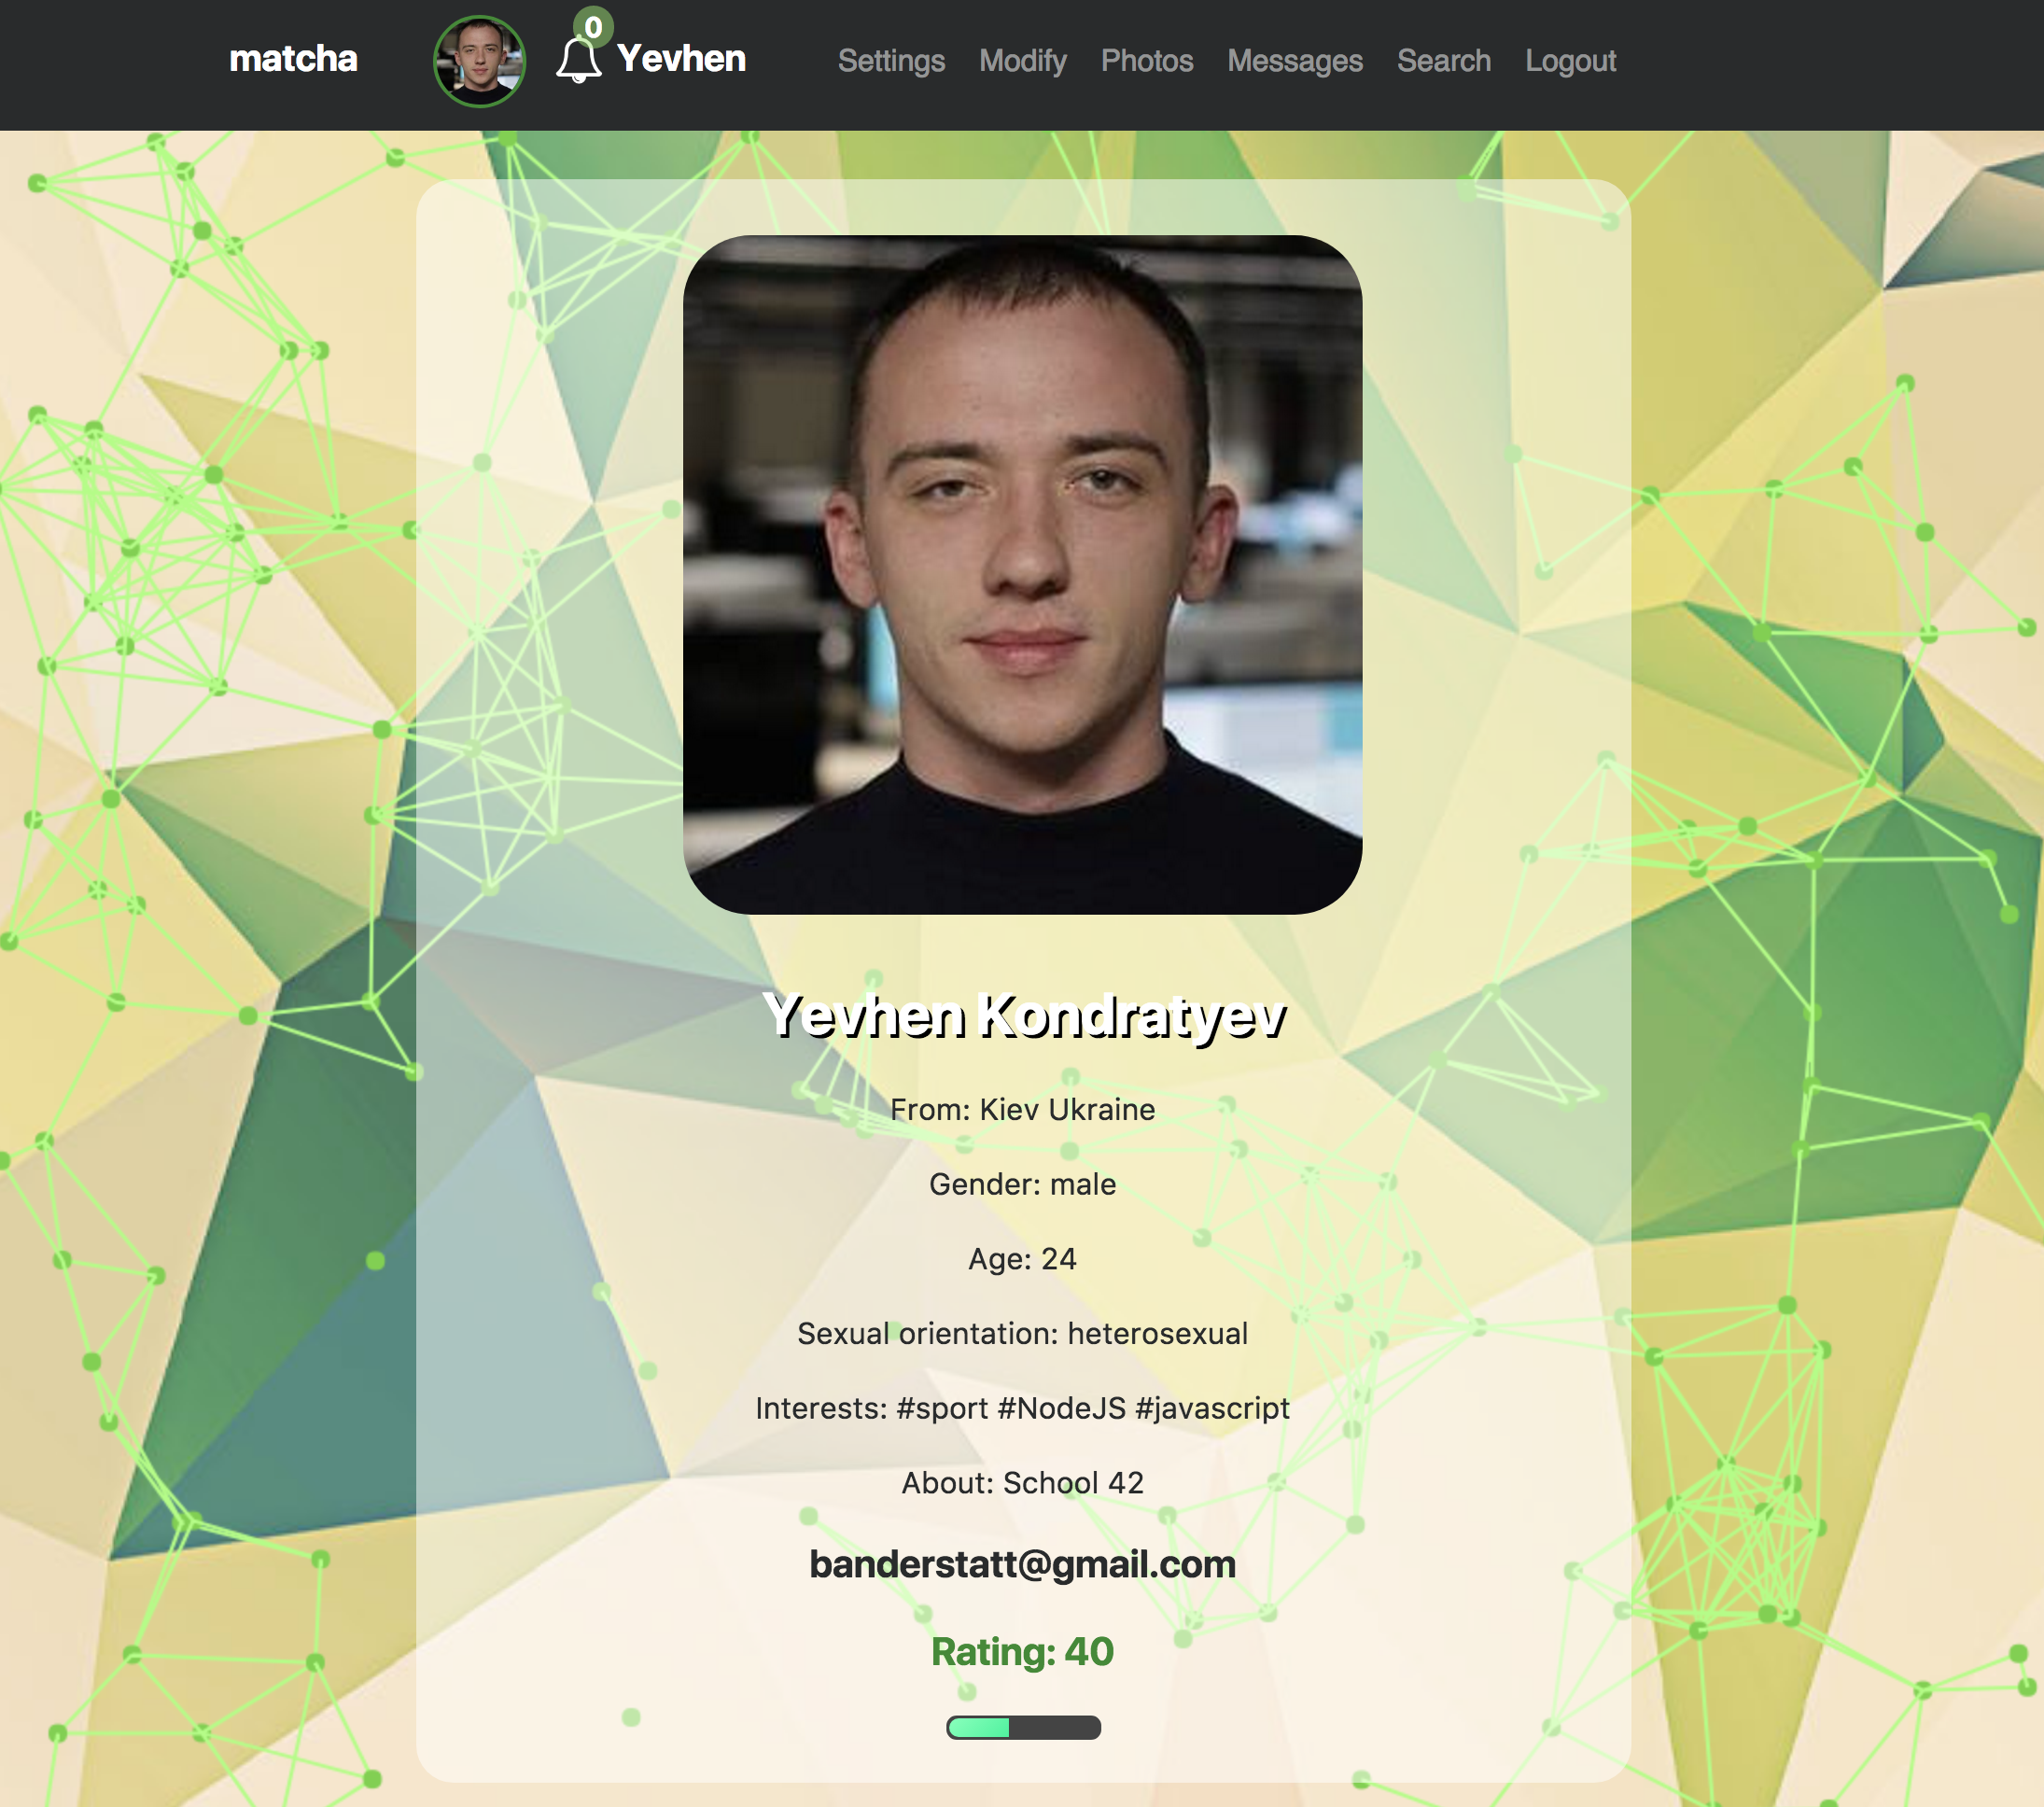 matcha 0 Yevhen Settings Modify Photos Messages Search Logout
Yevhen Kondratyev
From: Kiev Ukraine
Gender: male
Age: 24
Sexual orientation: heterosexual
Interests: #sport #NodeJS #javascript
About: School 42
banderstatt@gmail.com
Rating: 40